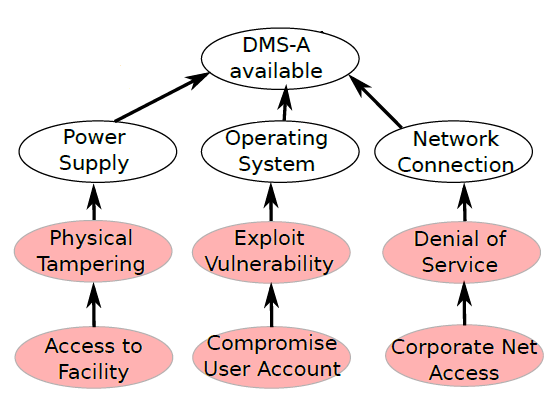 DMS-A
available
Power
Supply
Operating
System
Network
Connection
Physical
Tampering
Exploit
Vulnerability
Denial of
Service
Access to
Facility
Compromise
User Account
Corporate Net
Access